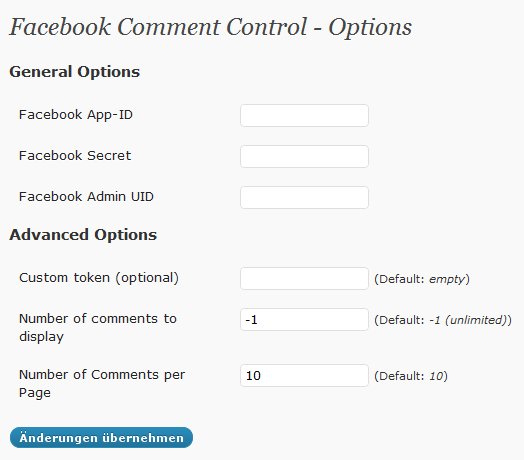 Facebook Comment Control - Options
General Options
Facebook App-ID
Facebook Secret
Facebook Admin UID
Advanced Options
Custom token (optional) (Default: empty)
Number of comments to -1 (Default: -1 (unlimited))
display
Number of Comments per 10 (Default: 10)
Page
Änderungen übernehmen